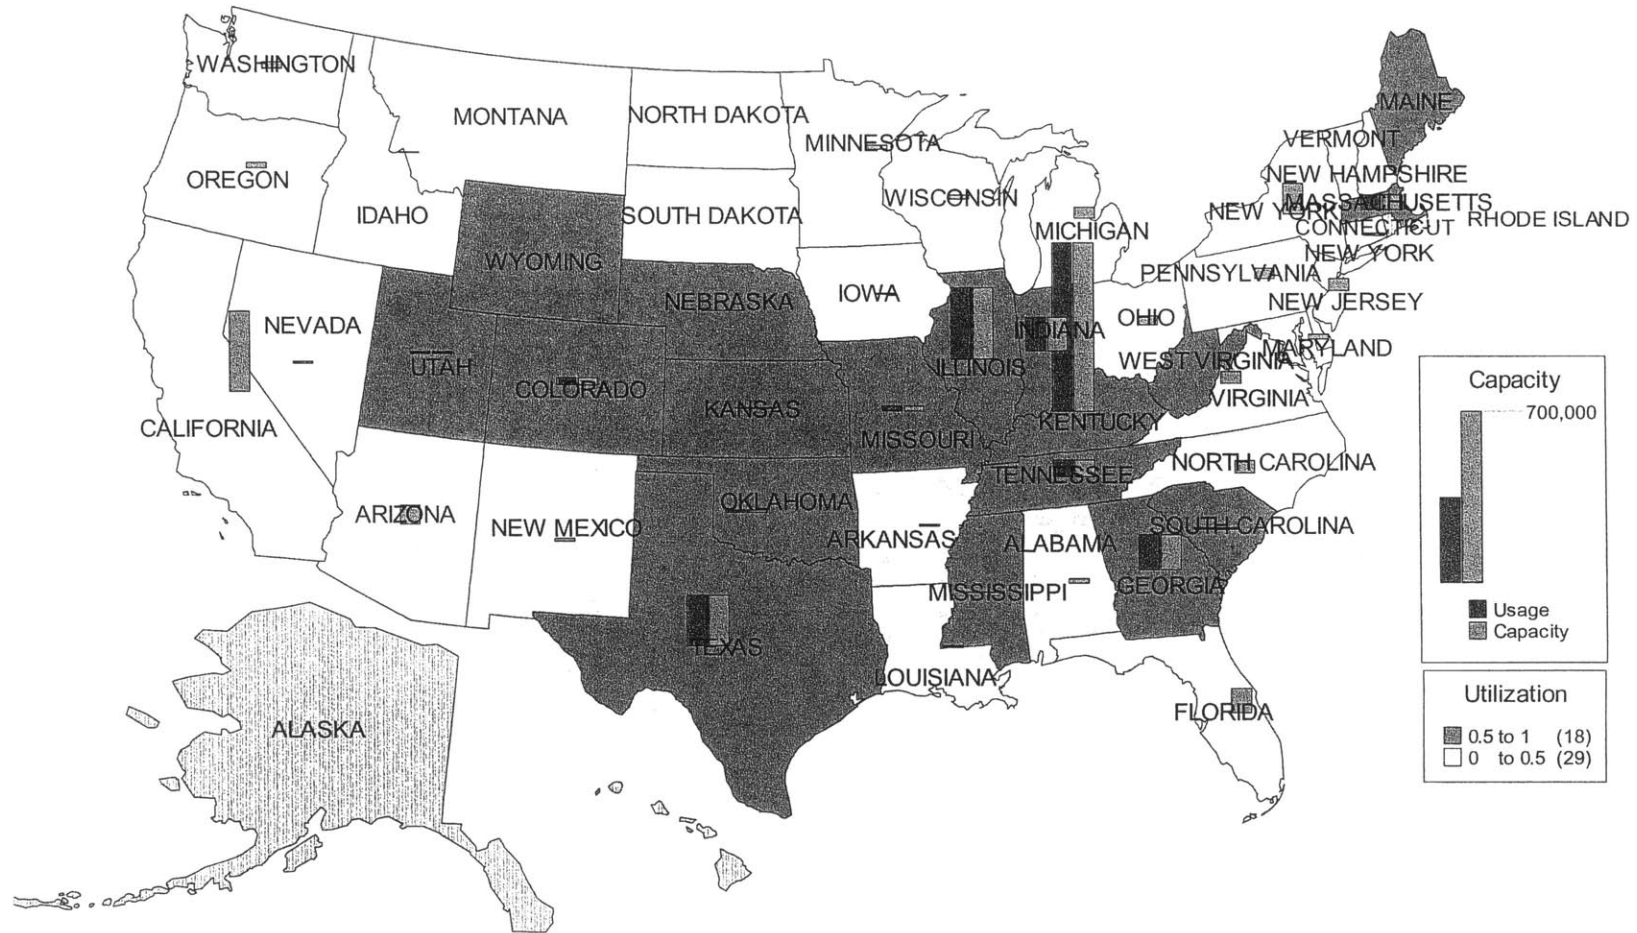 WASHINGTON
MONTANA
NORTH DAKOTA
MINNESOTA
MAINE
VERMONT
OREGON
NEW HAMPSHIRE
WISCONSIN
MASSACHUSETTS
IDAHO
SOUTH DAKOTA
NEW YORK
RHODE ISLAND
MICHIGAN
CONNECTICUT
NEW YORK
WYOMING
PENNSYLVANIA
NEBRASKA
IOWA
NEW JERSEY
NEVADA
INDIANA
OHIO
MARYLAND
UTAH
ILLINOIS
WEST VIRGINIA
COLORADO
KANSAS
VIRGINIA
CALIFORNIA
MISSOURI
KENTUCKY
TENNESSEE
NORTH CAROLINA
ARIZONA
NEW MEXICO
OKLAHOMA
ARKANSAS
ALABAMA
SOUTH CAROLINA
MISSISSIPPI
GEORGIA
TEXAS
LOUISIANA
FLORIDA
ALASKA
Capacity
700,000
Usage
Capacity
Utilization
0.5 to 1 (18)
0 to 0.5 (29)